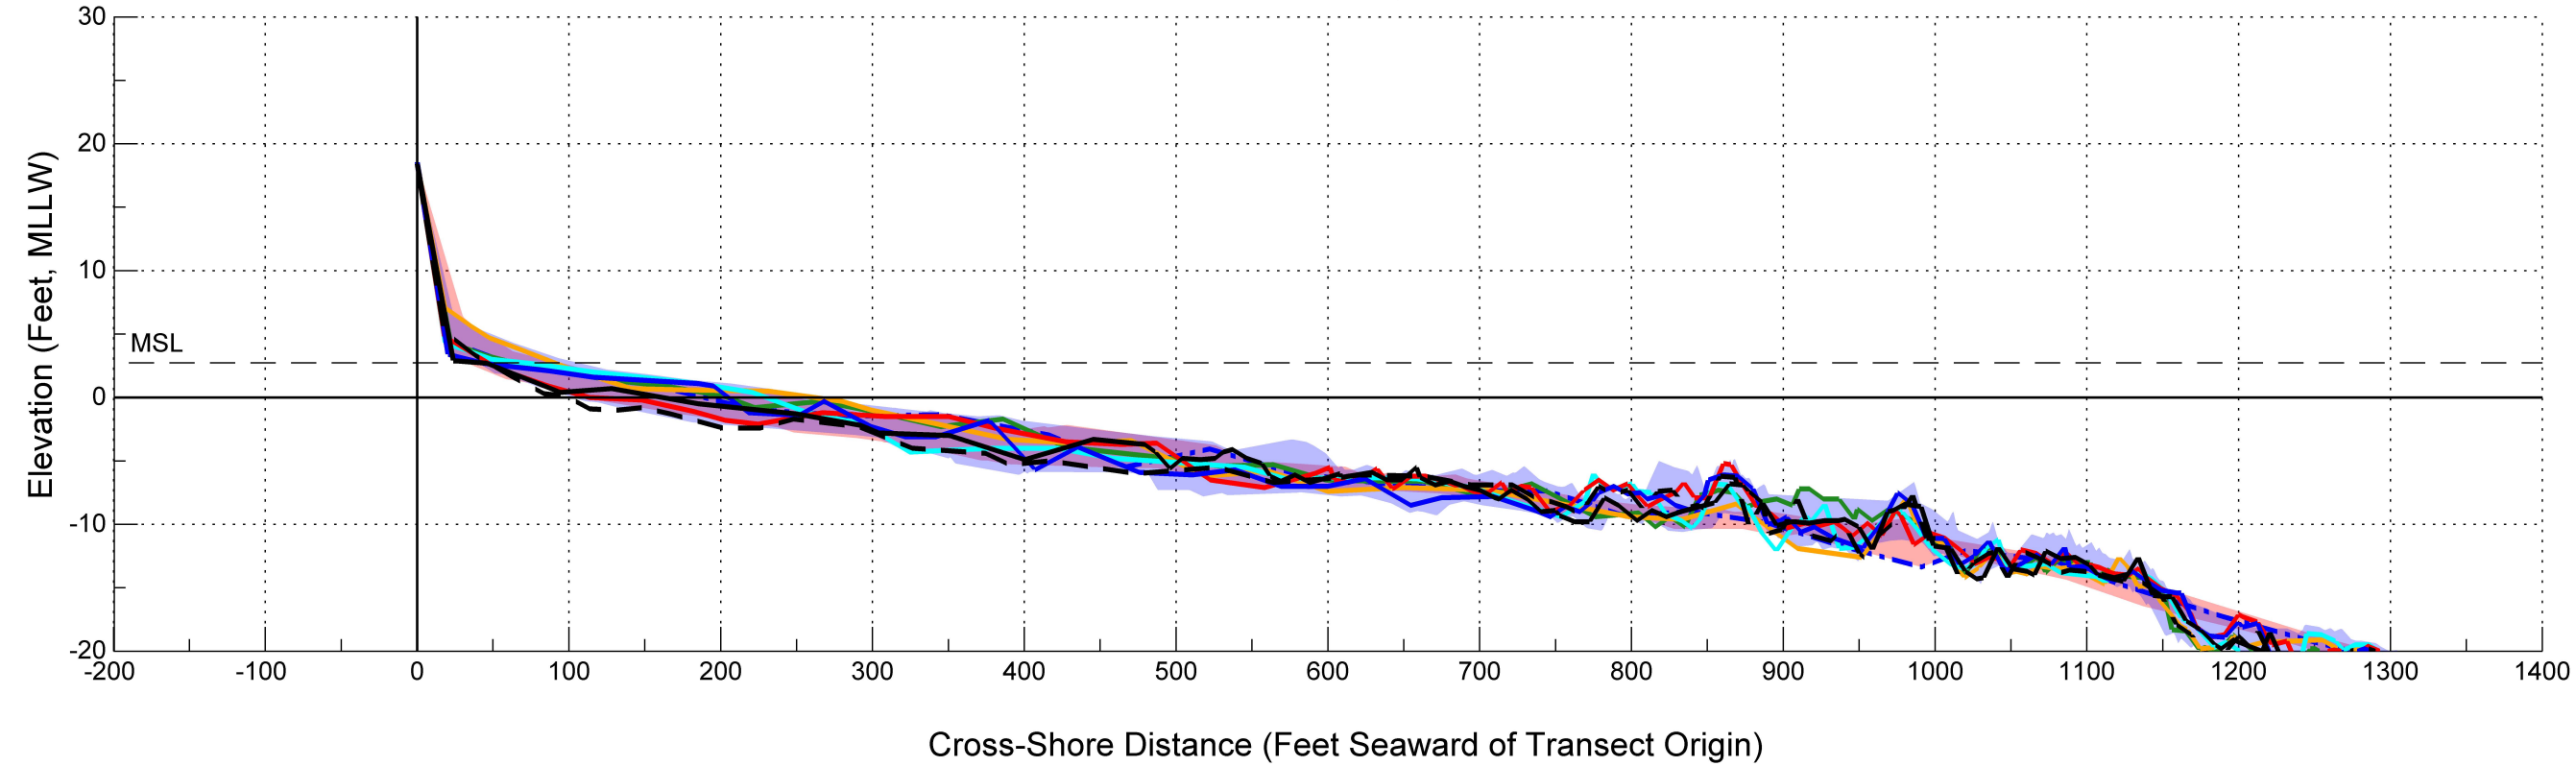 30
20
10
0
-10
-20
Elevation (Feet, MLLW)
MSL
-200 -100 0 100 200 300 400 500 600 700 800 900 1000 1100 1200 1300 1400
Cross-Shore Distance (Feet Seaward of Transect Origin)